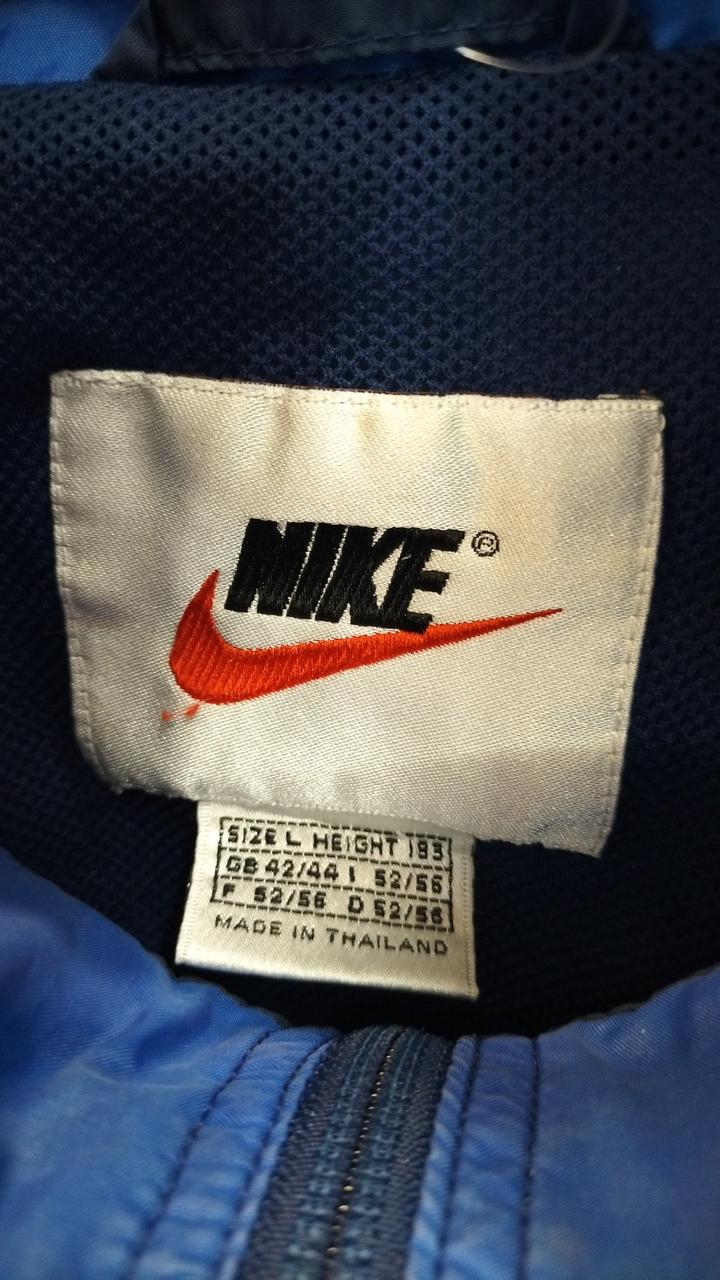 NIKE®
SIZE L HEIGHT 183
GB 42/44 I 52/56
F 52/56 D 52/56
MADE IN THAILAND